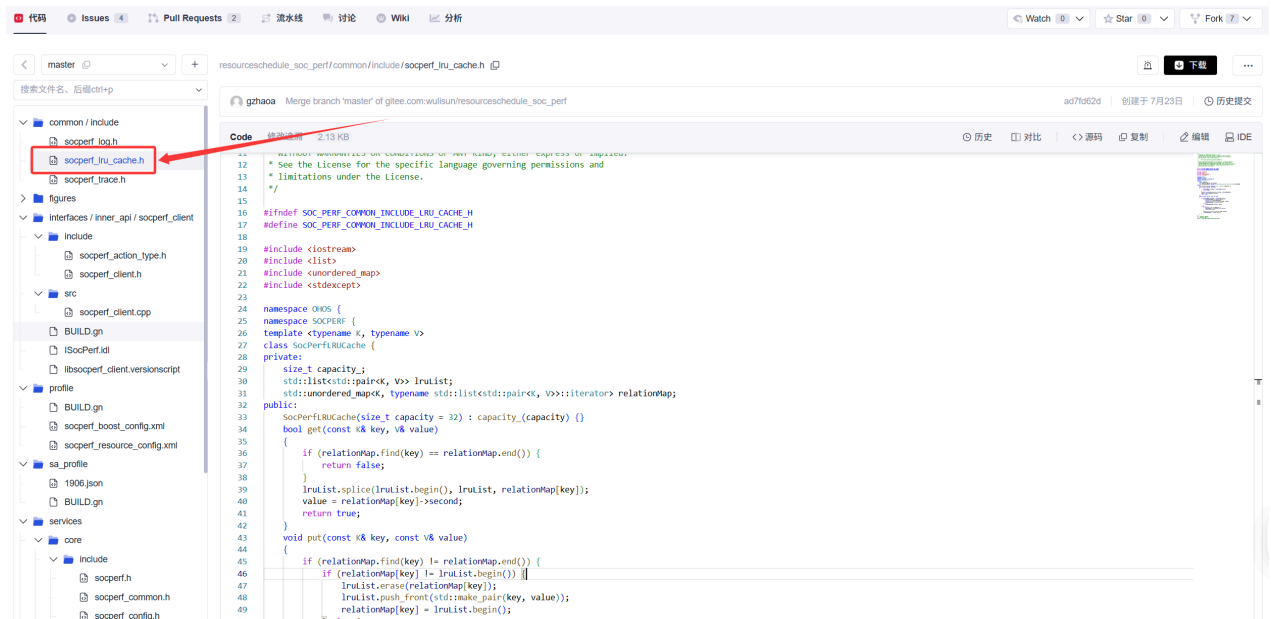 代码 Issues 4 Pull Requests 2 流水线 讨论 Wiki 分析 Watch 0 Star 0 Fork 7
master + resourceschedule_soc_perf/common/include/socperf_lru_cache.h 下载 ...
搜索文件名、后缀ctrl+p
gzhaoa Merge branch 'master' of gitee.com:wulisun/resourceschedule_soc_perf ad7fd62d 创建于 7月23日 历史提交
Code 2.13 KB 历史 对比 源码 复制 编辑 IDE
common / include
socperf_log.h
socperf_lru_cache.h
socperf_trace.h
figures
interfaces / inner_api / socperf_client
include
socperf_action_type.h
socperf_client.h
src
socperf_client.cpp
BUILD.gn
ISocPerf.idl
libsocperf_client.versionscript
profile
BUILD.gn
socperf_boost_config.xml
socperf_resource_config.xml
sa_profile
1906.json
BUILD.gn
services
core
include
socperf.h
socperf_common.h
socperf_config.h
11 * WITHOUT WARRANTIES OR CONDITIONS OF ANY KIND, either express or implied.
12 * See the License for the specific language governing permissions and
13 * limitations under the License.
14 */
15
16 #ifndef SOC_PERF_COMMON_INCLUDE_LRU_CACHE_H
17 #define SOC_PERF_COMMON_INCLUDE_LRU_CACHE_H
18
19 #include <iostream>
20 #include <list>
21 #include <unordered_map>
22 #include <stdexcept>
23
24 namespace OHOS {
25 namespace SOCPERF {
26 template <typename K, typename V>
27 class SocPerfLRUCache {
28 private:
29 size_t capacity_;
30 std::list<std::pair<K, V>> lruList;
31 std::unordered_map<K, typename std::list<std::pair<K, V>>::iterator> relationMap;
32 public:
33 SocPerfLRUCache(size_t capacity = 32) : capacity_(capacity) {}
34 bool get(const K& key, V& value)
35 {
36 if (relationMap.find(key) == relationMap.end()) {
37 return false;
38 }
39 lruList.splice(lruList.begin(), lruList, relationMap[key]);
40 value = relationMap[key]->second;
41 return true;
42 }
43 void put(const K& key, const V& value)
44 {
45 if (relationMap.find(key) != relationMap.end()) {
46 if (relationMap[key] != lruList.begin()) {
47 lruList.erase(relationMap[key]);
48 lruList.push_front(std::make_pair(key, value));
49 relationMap[key] = lruList.begin();